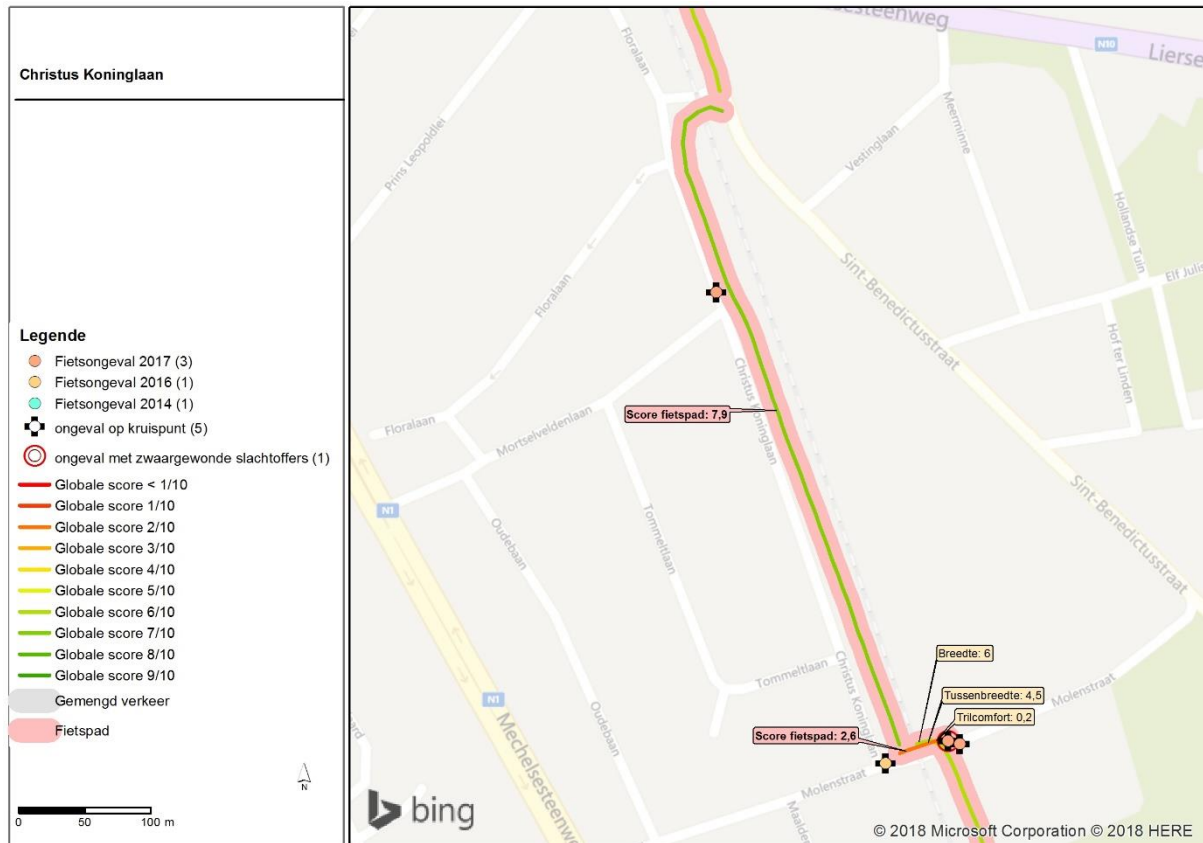 Christus Koninglaan
Legende
Fietsongeval 2017 (3)
Fietsongeval 2016 (1)
Fietsongeval 2014 (1)
ongeval op kruispunt (5)
ongeval met zwaargewonde slachtoffers (1)
Globale score < 1/10
Globale score 1/10
Globale score 2/10
Globale score 3/10
Globale score 4/10
Globale score 5/10
Globale score 6/10
Globale score 7/10
Globale score 8/10
Globale score 9/10
Gemengd verkeer
Fietspad
N
0 50 100 m
N10
Lierse
Floralaan
Prins Leopoldlei
Meerminne
Vestinglaan
Hollandse Tuin
Elf Julis
Floralaan
Sint-Benedictusstraat
Hof ter Linden
Christus Koninglaan
Score fietspad: 7,9
Floralaan
Mortselveldenlaan
N1
Oudebaan
Tommeltlaan
Sint-Benedictusstraat
Breedte: 6
Tommeltlaan
Christus Koninglaan
Tussenbreedte: 4,5
Molenstraat
Trilcomfort: 0,2
N1
Oudebaan
Score fietspad: 2,6
Mechelsesteenweg
Molenstraat
bing
© 2018 Microsoft Corporation © 2018 HERE